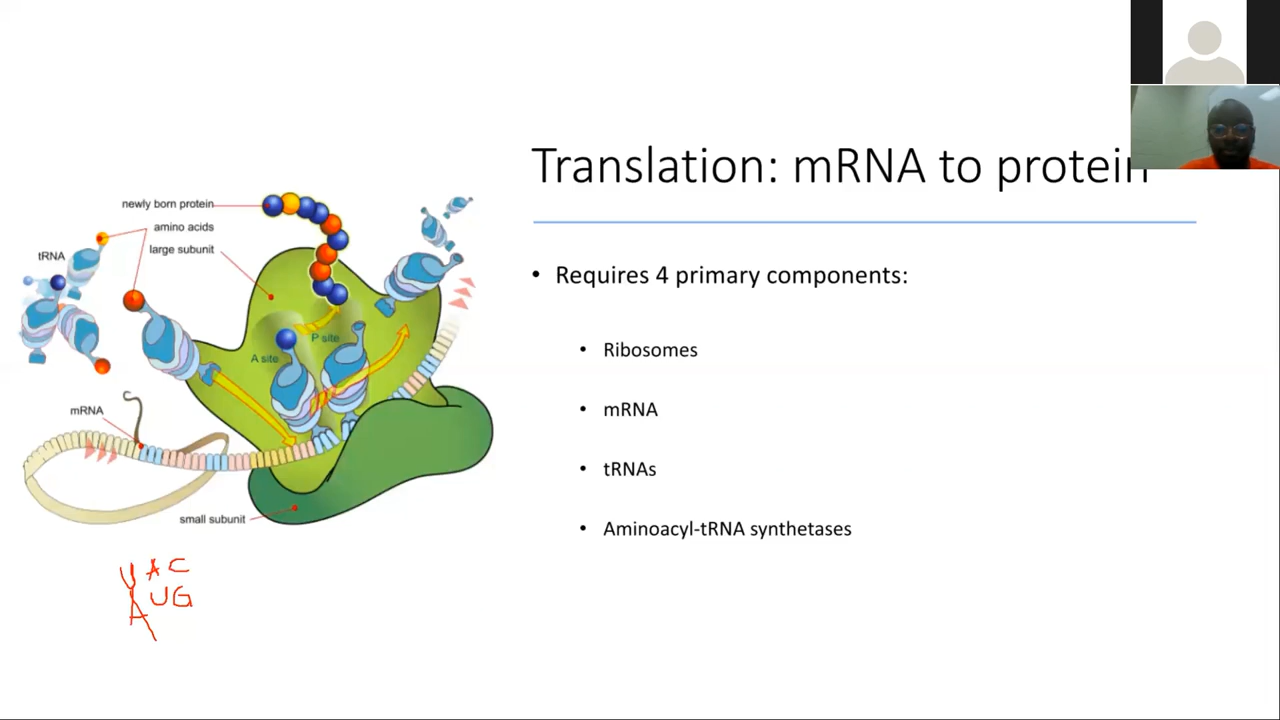 Translation: mRNA to protein
• Requires 4 primary components:
• Ribosomes
• mRNA
• tRNAs
• Aminoacyl-tRNA synthetases
newly born protein
amino acids
large subunit
tRNA
A site
P site
mRNA
small subunit
UAC
AUG